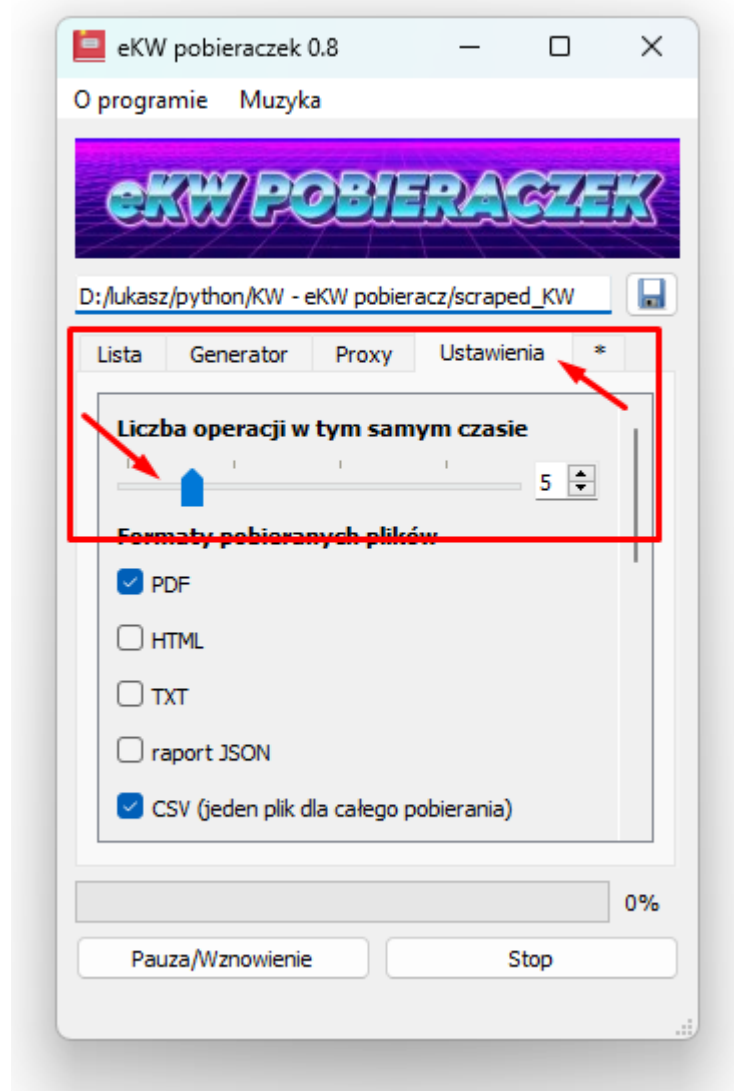 eKW pobieraczek 0.8
O programie Muzyka
eKW POBIERACZEK
D:/lukasz/python/KW - eKW pobieracz/scraped_KW
Lista Generator Proxy Ustawienia *
Liczba operacji w tym samym czasie
5
Formaty pobieranych plików
PDF
HTML
TXT
raport JSON
CSV (jeden plik dla całego pobierania)
0%
Pauza/Wznowienie Stop